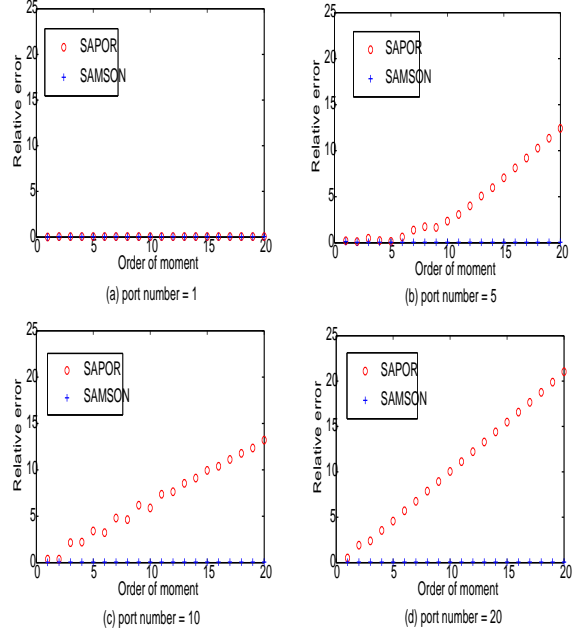 25
20
15
10
5
0
Relative error
SAPOR
SAMSON
0 5 10 15 20
Order of moment
(a) port number = 1
25
20
15
10
5
0
Relative error
SAPOR
SAMSON
0 5 10 15 20
Order of moment
(b) port number = 5
25
20
15
10
5
0
Relative error
SAPOR
SAMSON
0 5 10 15 20
Order of moment
(c) port number = 10
25
20
15
10
5
0
Relative error
SAPOR
SAMSON
0 5 10 15 20
Order of moment
(d) port number = 20